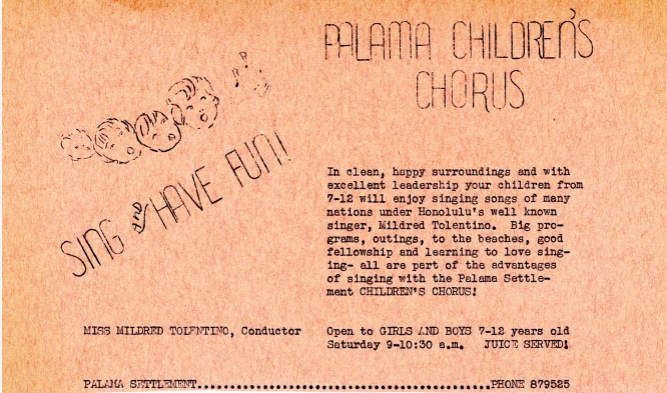 PALAMA CHILDREN'S
CHORUS
SING AND HAVE FUN!
In clean, happy surroundings and with
excellent leadership your children from
7-12 will enjoy singing songs of many
nations under Honolulu's well known
singer, Mildred Tolentino. Big pro-
grams, outings, to the beaches, good
fellowship and learning to love sing-
ing- all are part of the advantages
of singing with the Palama Settle-
ment CHILDREN'S CHORUS!
MISS MILDRED TOLENTINO, Conductor
Open to GIRLS AND BOYS 7-12 years old
Saturday 9-10:30 a.m. JUICE SERVED!
PALAMA SETTLEMENT..............................................PHONE 879525